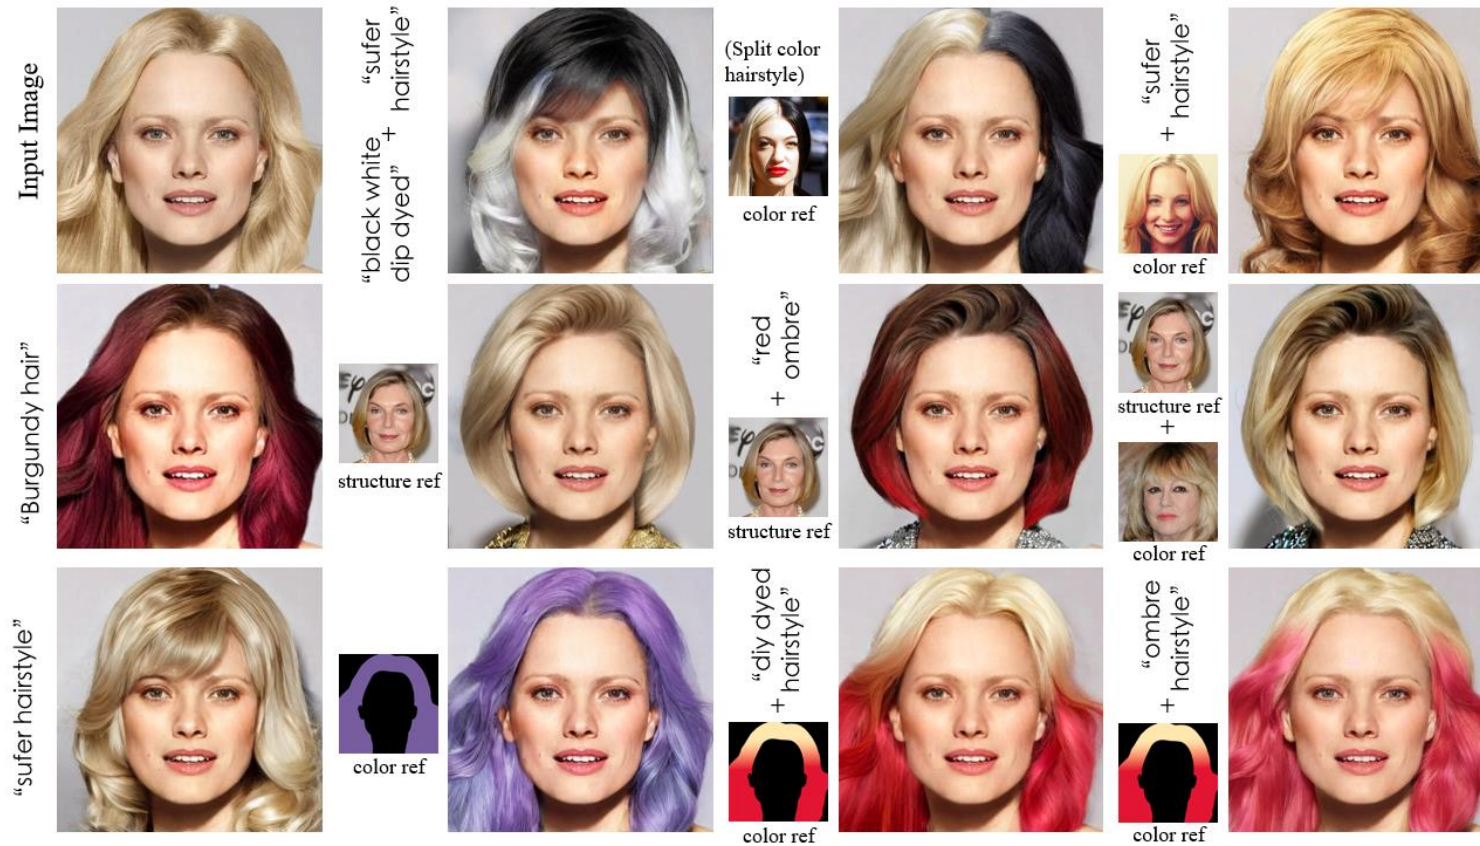 Input Image
"black white
dip dyed"
+
"sufer
hairstyle"
(Split color
hairstyle)
color ref
"sufer
hairstyle"
+
color ref
"Burgundy hair"
structure ref
"red
ombre"
+
structure ref
structure ref
+
color ref
"sufer hairstyle"
color ref
"diy dyed
hairstyle"
+
color ref
"ombre
hairstyle"
+
color ref